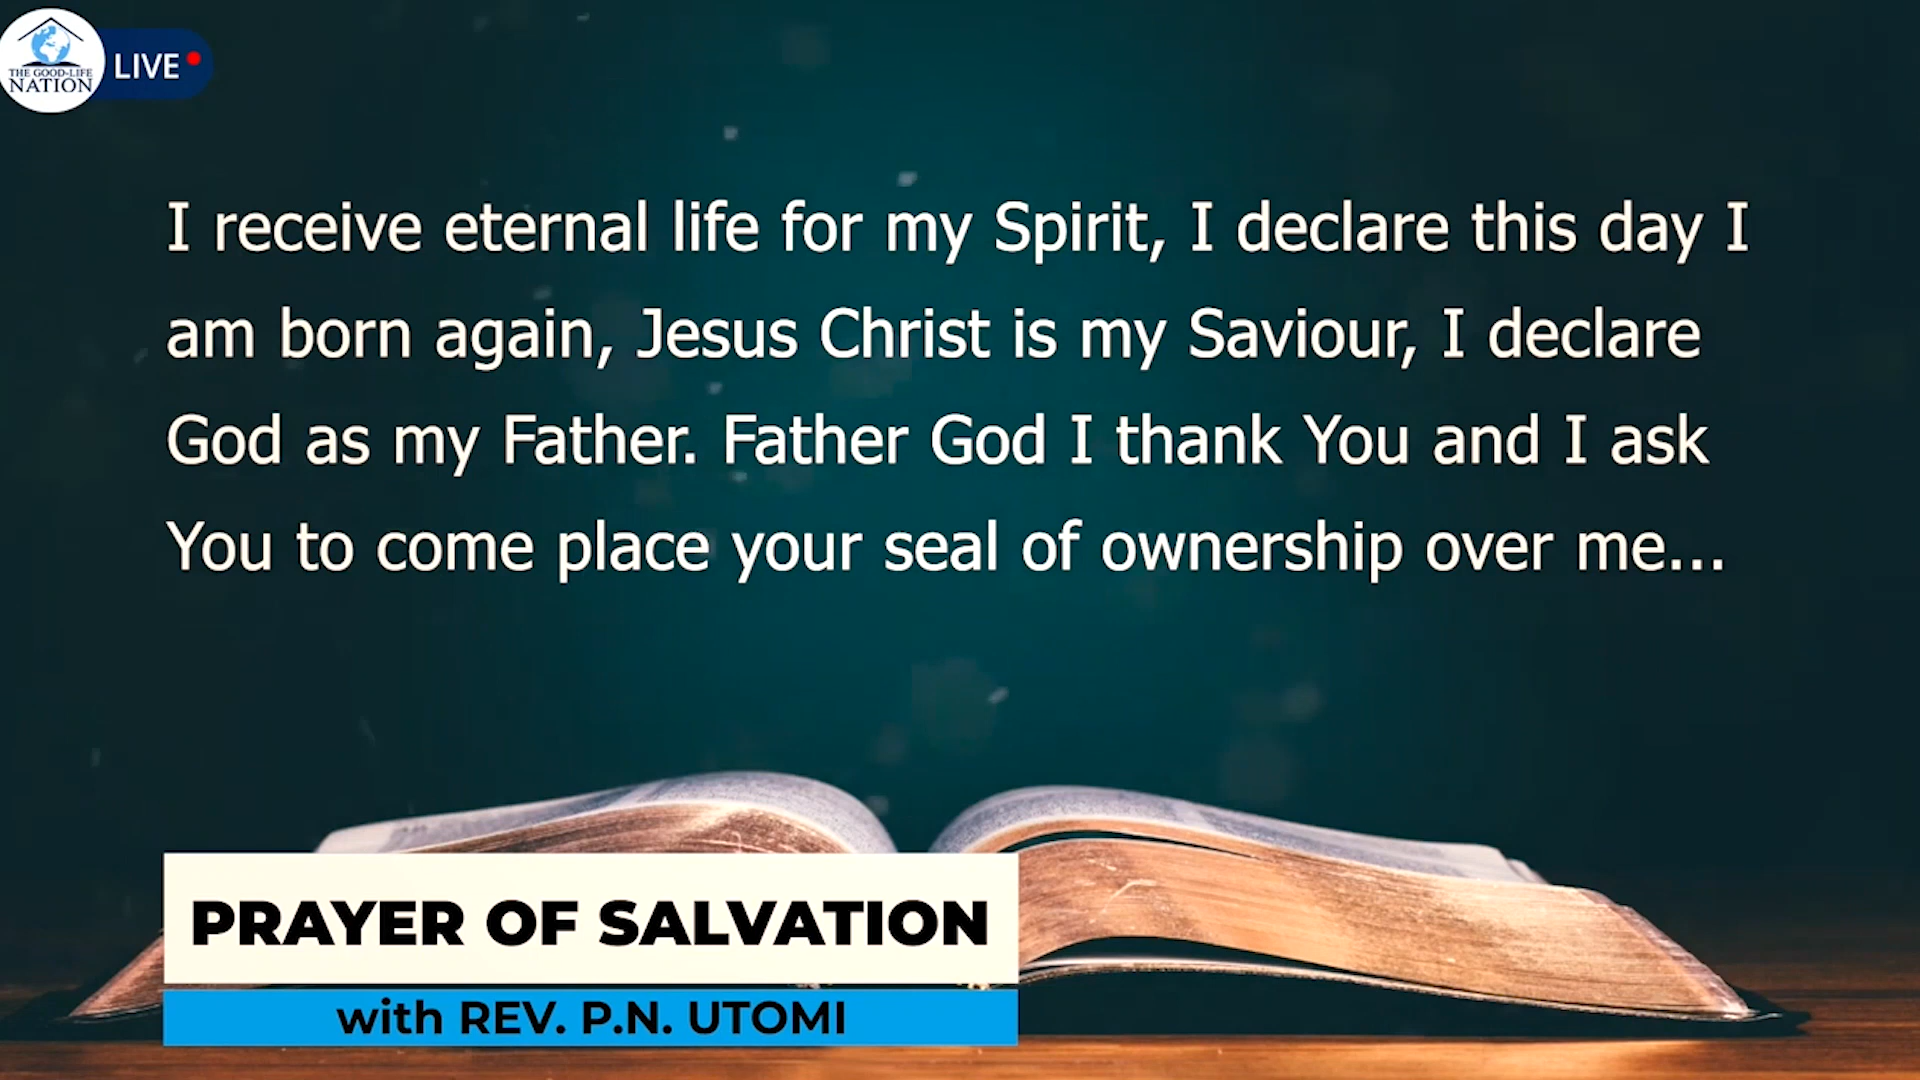 THE GOOD-LIFE
NATION
LIVE
I receive eternal life for my Spirit, I declare this day I
am born again, Jesus Christ is my Saviour, I declare
God as my Father. Father God I thank You and I ask
You to come place your seal of ownership over me...
PRAYER OF SALVATION
with REV. P.N. UTOMI